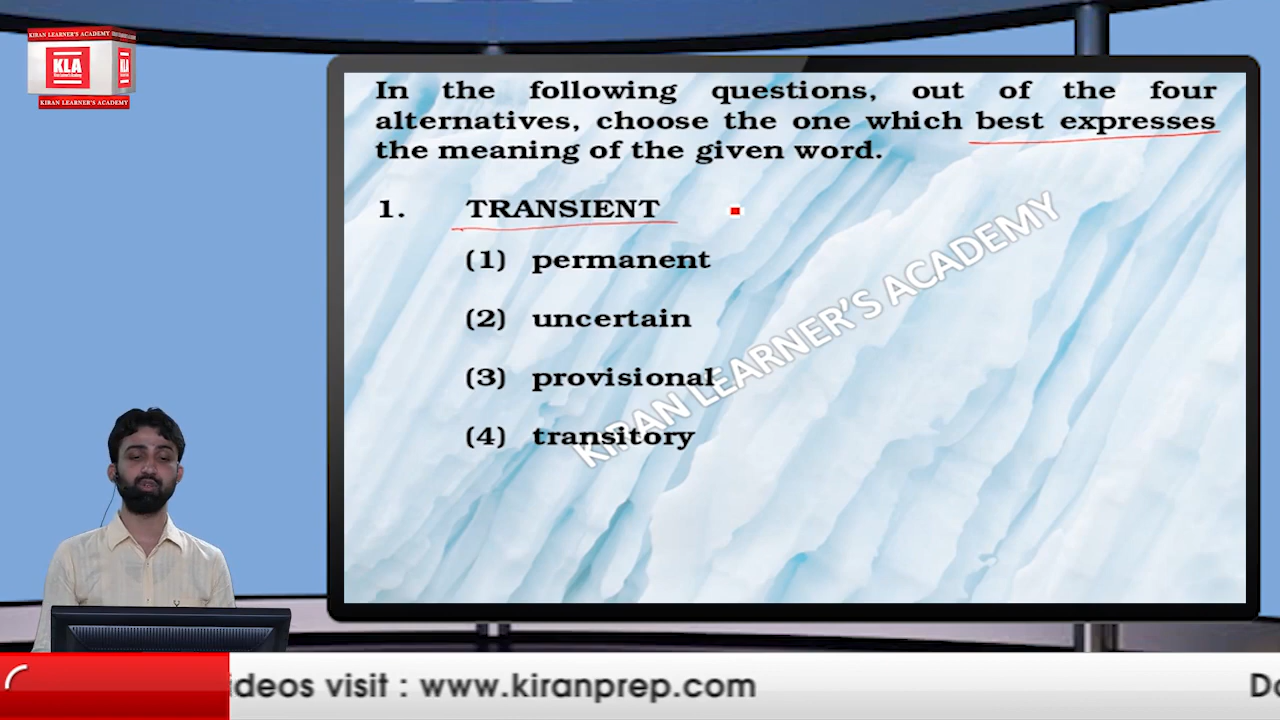 KIRAN LEARNER'S ACADEMY
KLA
KLA
KIRAN LEARNER'S ACADEMY
In the following questions, out of the four
alternatives, choose the one which best expresses
the meaning of the given word.
1. TRANSIENT
(1) permanent
(2) uncertain
(3) provisional
(4) transitory
KIRAN LEARNER'S ACADEMY
ideos visit : www.kiranprep.com